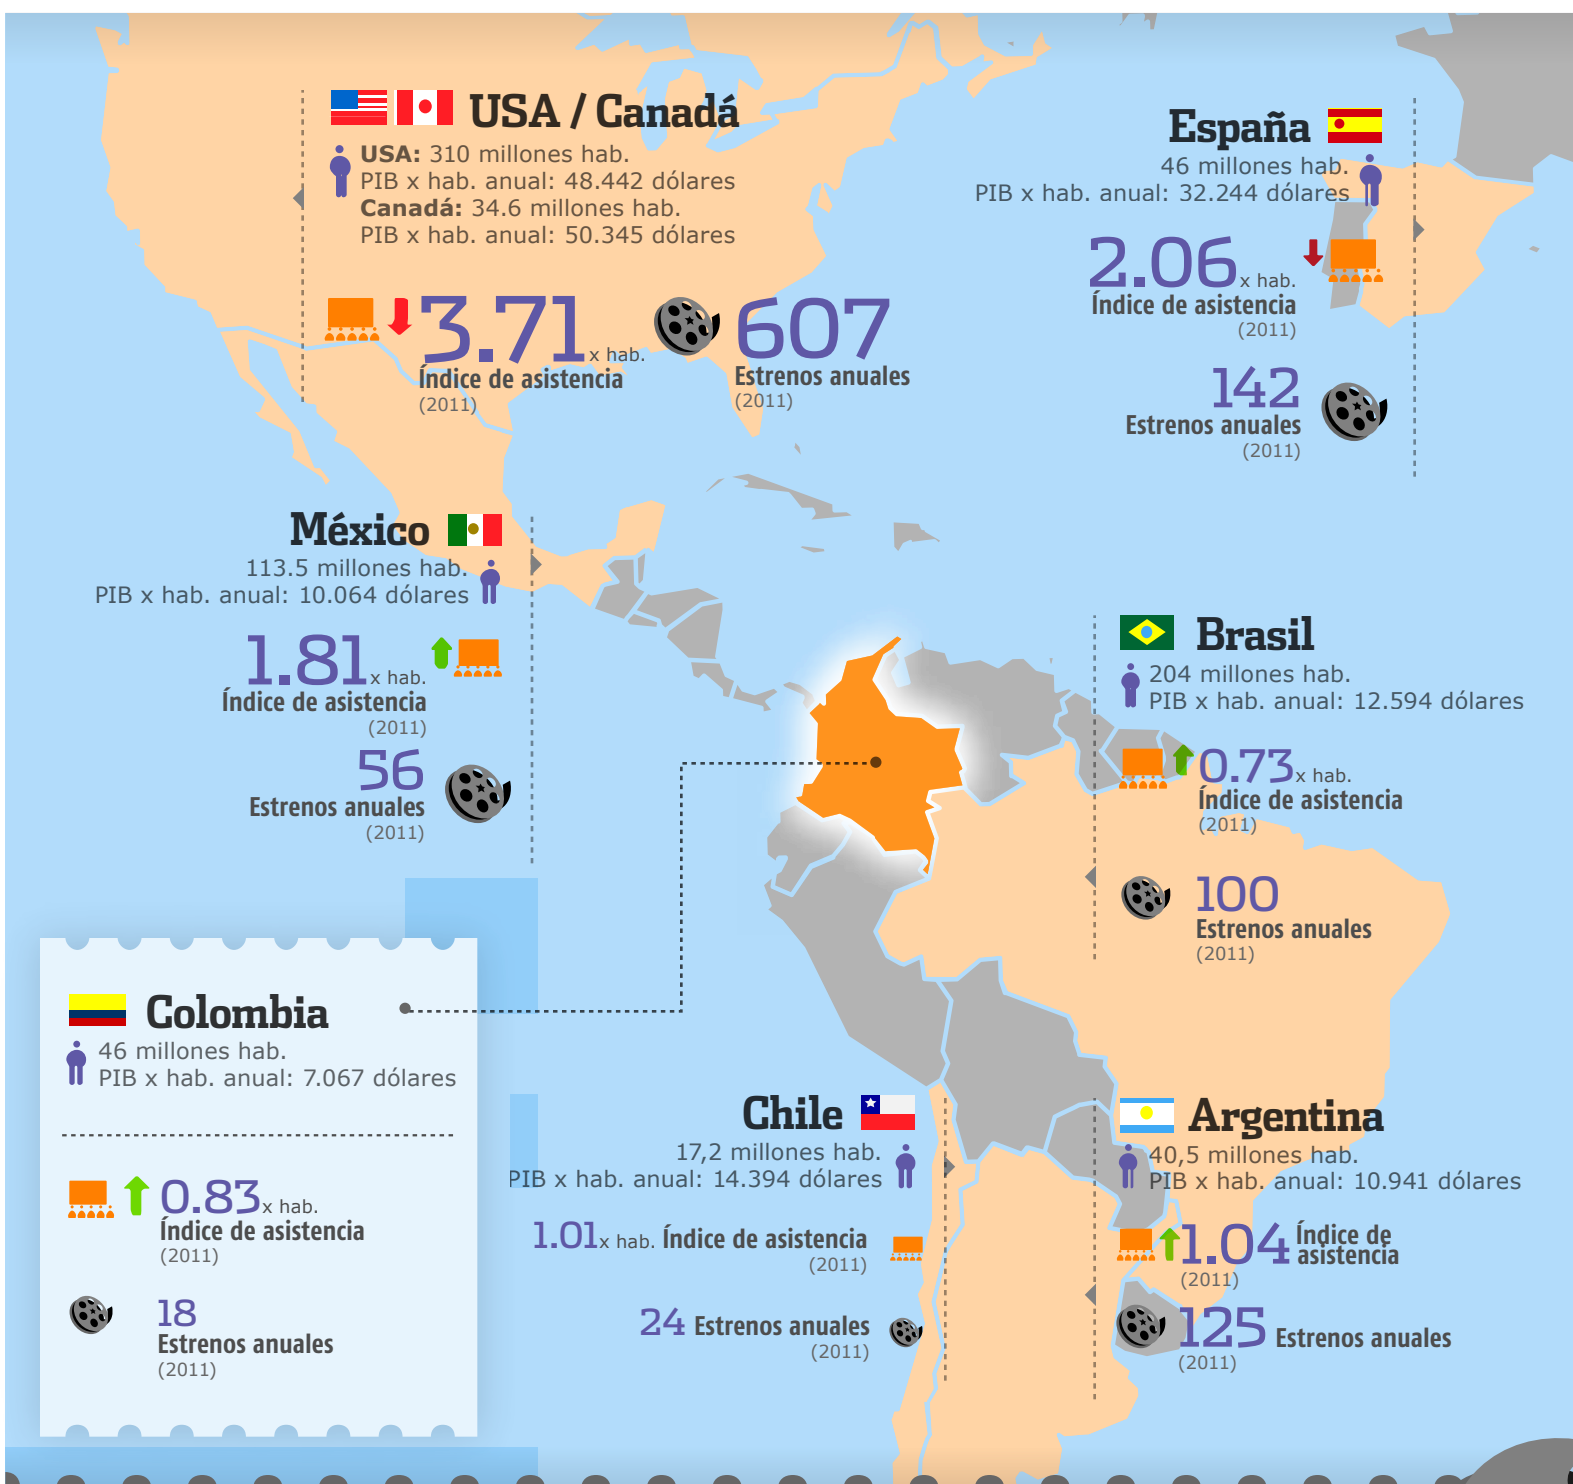 USA / Canadá
USA: 310 millones hab.
PIB x hab. anual: 48.442 dólares
Canadá: 34.6 millones hab.
PIB x hab. anual: 50.345 dólares
3.71 x hab.
Índice de asistencia
(2011)
607
Estrenos anuales
(2011)
España
46 millones hab.
PIB x hab. anual: 32.244 dólares
2.06 x hab.
Índice de asistencia
(2011)
142
Estrenos anuales
(2011)
México
113.5 millones hab.
PIB x hab. anual: 10.064 dólares
1.81 x hab.
Índice de asistencia
(2011)
56
Estrenos anuales
(2011)
Brasil
204 millones hab.
PIB x hab. anual: 12.594 dólares
0.73 x hab.
Índice de asistencia
(2011)
100
Estrenos anuales
(2011)
Colombia
46 millones hab.
PIB x hab. anual: 7.067 dólares
0.83 x hab.
Índice de asistencia
(2011)
18
Estrenos anuales
(2011)
Chile
17,2 millones hab.
PIB x hab. anual: 14.394 dólares
1.01 x hab. Índice de asistencia
(2011)
24 Estrenos anuales
(2011)
Argentina
40,5 millones hab.
PIB x hab. anual: 10.941 dólares
1.04 Índice de
asistencia
(2011)
125 Estrenos anuales
(2011)